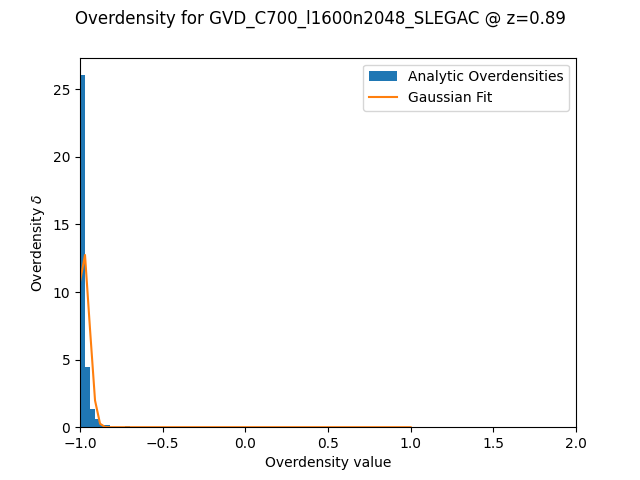 Overdensity for GVD_C700_l1600n2048_SLEGAC @ z=0.89
Analytic Overdensities
Gaussian Fit
Overdensity δ
25
20
15
10
5
0
−1.0 −0.5 0.0 0.5 1.0 1.5 2.0
Overdensity value